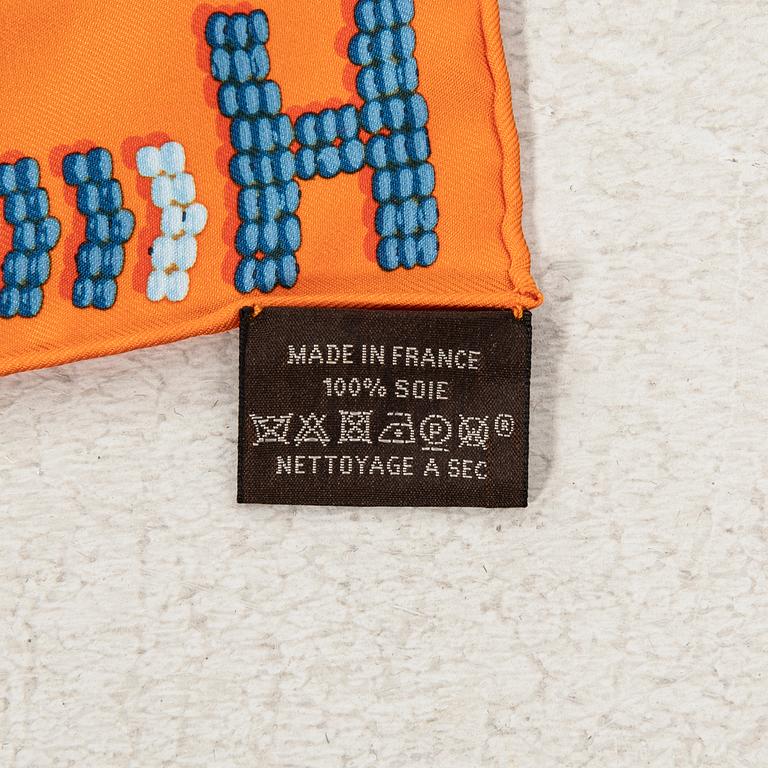 H
MADE IN FRANCE
100% SOIE
P ®
NETTOYAGE À SEC